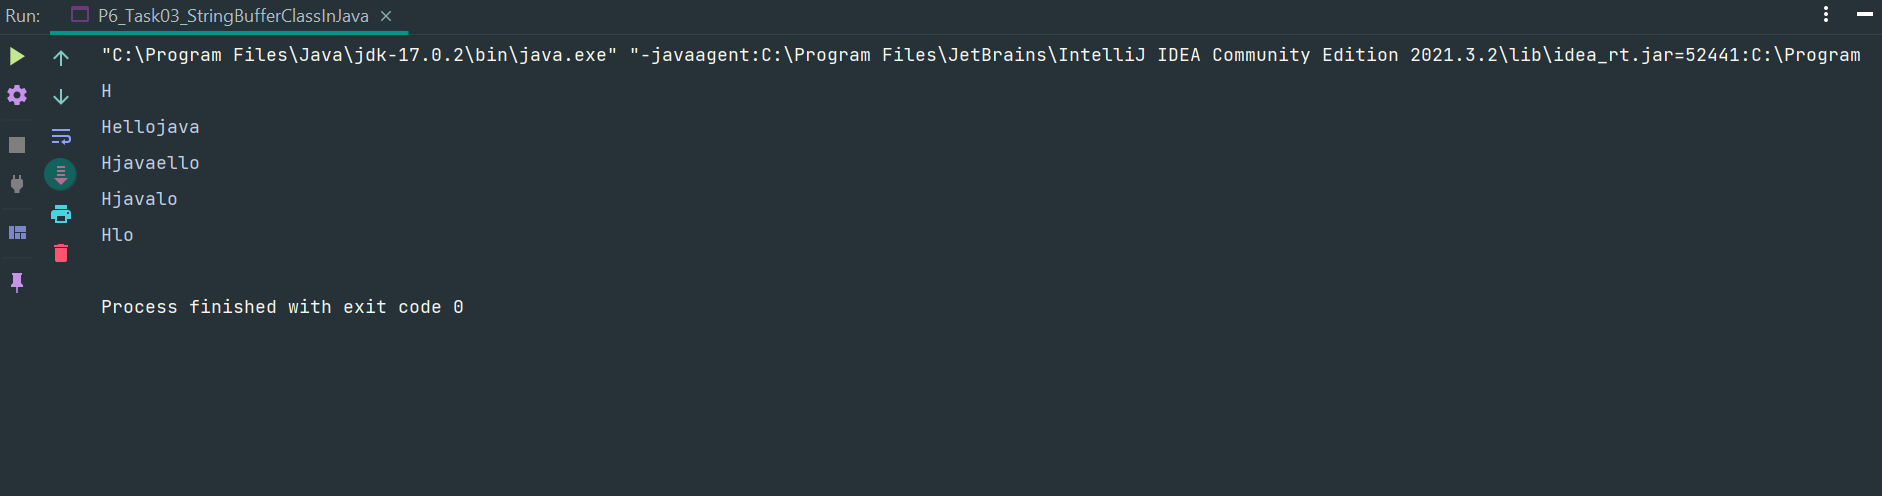 Run: P6_Task03_StringBufferClassInJava
"C:\Program Files\Java\jdk-17.0.2\bin\java.exe" "-javaagent:C:\Program Files\JetBrains\IntelliJ IDEA Community Edition 2021.3.2\lib\idea_rt.jar=52441:C:\Program
H
Hellojava
Hjavaello
Hjavalo
Hlo
Process finished with exit code 0